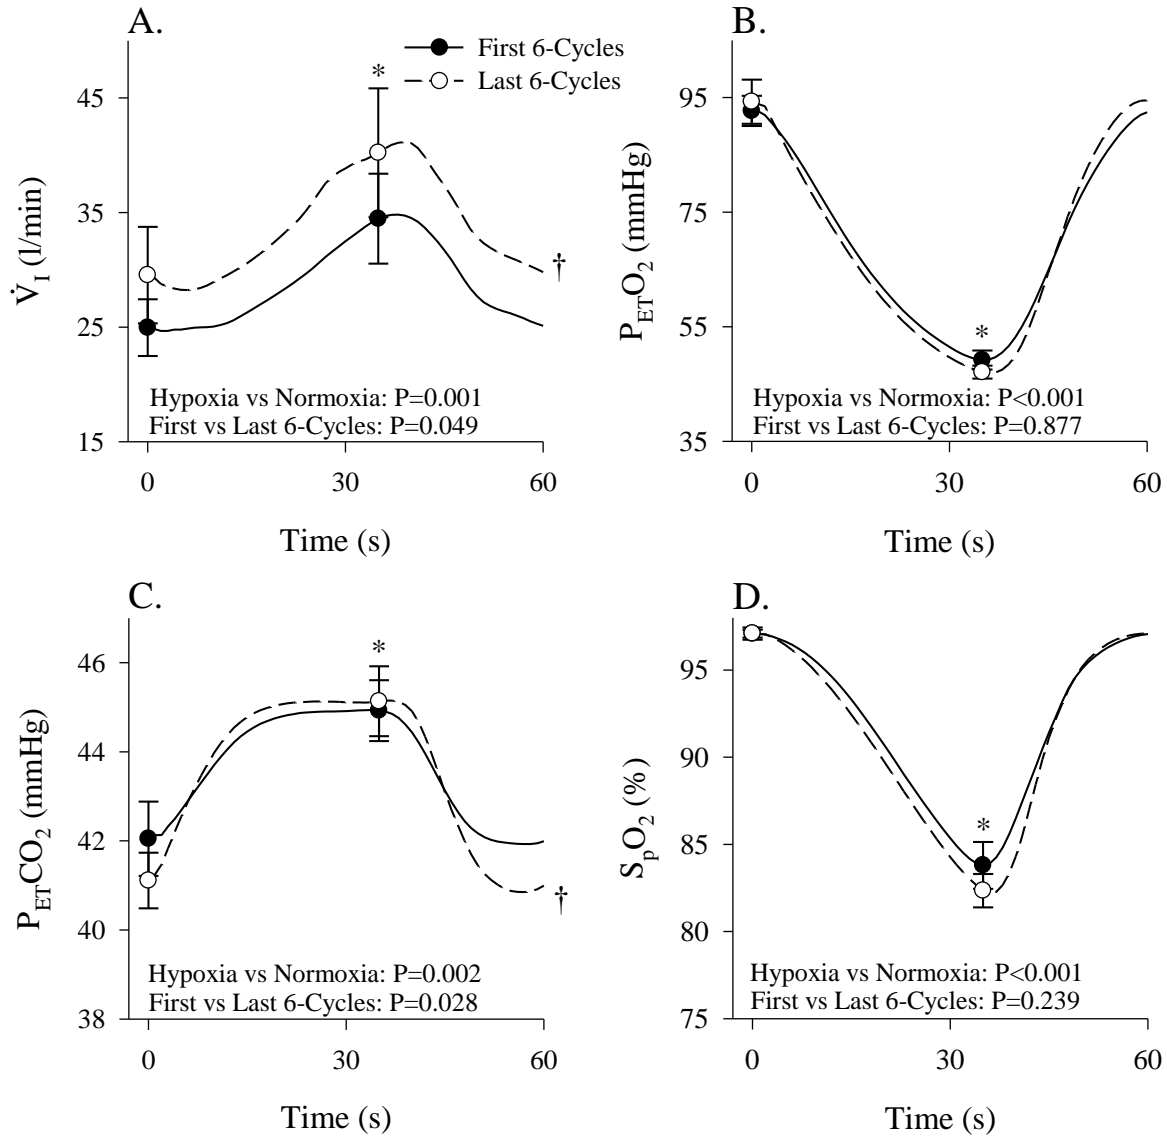 A.
First 6-Cycles
Last 6-Cycles
*
45
35
25
15
V̇I (l/min)
†
Hypoxia vs Normoxia: P=0.001
First vs Last 6-Cycles: P=0.049
0 30 60
Time (s)
B.
95
75
55
35
PETO2 (mmHg)
*
Hypoxia vs Normoxia: P<0.001
First vs Last 6-Cycles: P=0.877
0 30 60
Time (s)
C.
46
44
42
40
38
PETCO2 (mmHg)
*
†
Hypoxia vs Normoxia: P=0.002
First vs Last 6-Cycles: P=0.028
0 30 60
Time (s)
D.
95
90
85
80
75
SpO2 (%)
*
Hypoxia vs Normoxia: P<0.001
First vs Last 6-Cycles: P=0.239
0 30 60
Time (s)